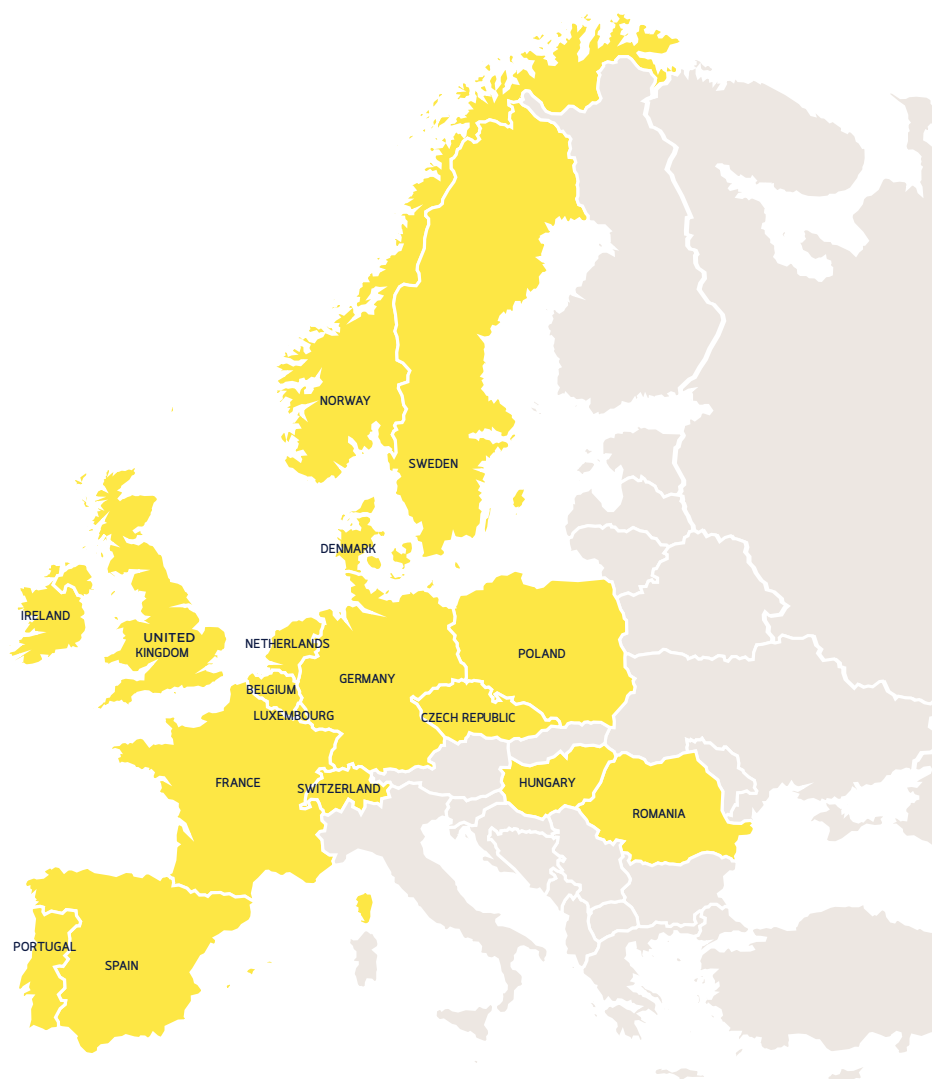 NORWAY
SWEDEN
DENMARK
IRELAND
UNITED
KINGDOM
NETHERLANDS
POLAND
GERMANY
BELGIUM
LUXEMBOURG
CZECH REPUBLIC
FRANCE
SWITZERLAND
HUNGARY
ROMANIA
PORTUGAL
SPAIN